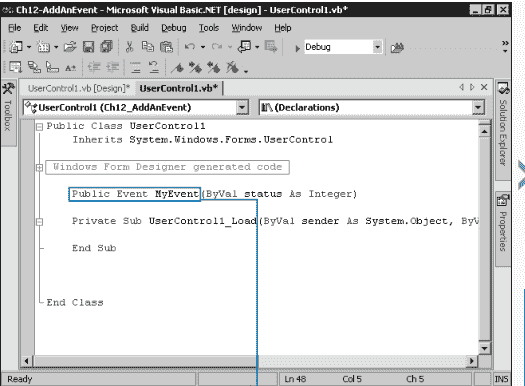 Ch12-AddAnEvent - Microsoft Visual Basic.NET [design] - UserControl1.vb*
File Edit View Project Build Debug Tools Window Help
Debug
UserControl1.vb [Design]* UserControl1.vb*
UserControl1 (Ch12_AddAnEvent) (Declarations)
Toolbox
Solution Explorer
Properties
Public Class UserControl1
Inherits System.Windows.Forms.UserControl
Windows Form Designer generated code
Public Event MyEvent(ByVal status As Integer)
Private Sub UserControl1_Load(ByVal sender As System.Object, ByV
End Sub
End Class
Ready Ln 48 Col 5 Ch 5 INS